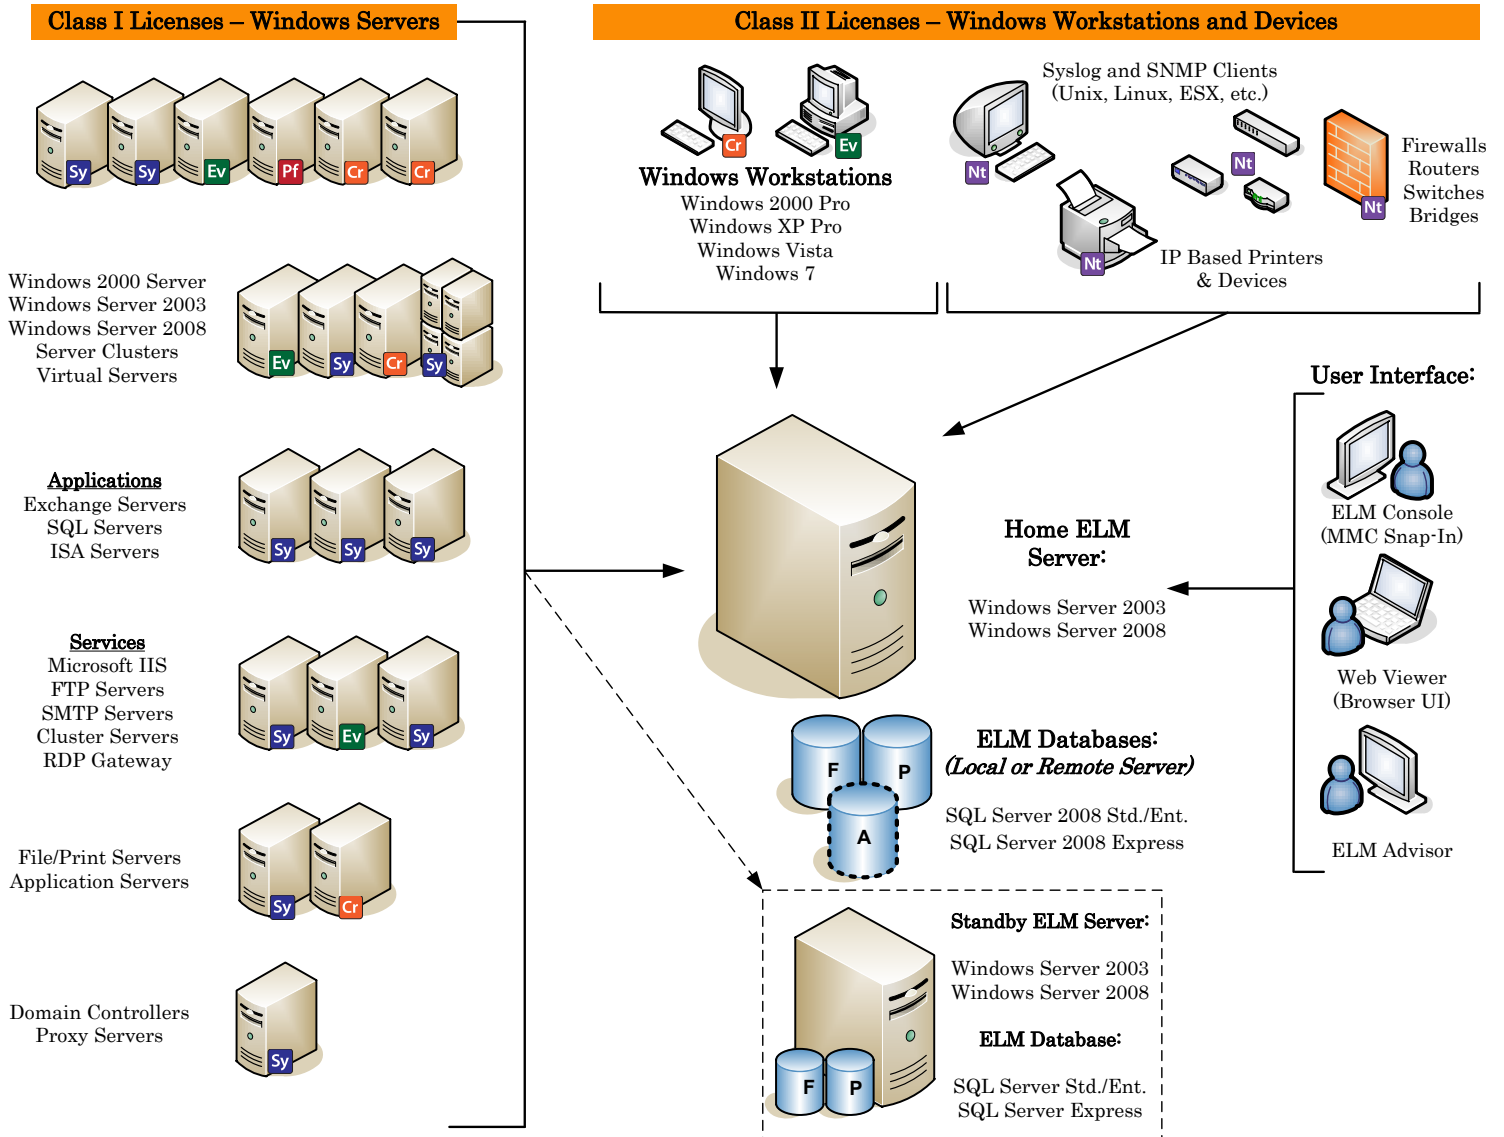 Class I Licenses – Windows Servers
Sy
Sy
Ev
Pf
Cr
Cr
Windows 2000 Server
Windows Server 2003
Windows Server 2008
Server Clusters
Virtual Servers
Ev
Sy
Cr
Sy
Applications
Exchange Servers
SQL Servers
ISA Servers
Sy
Sy
Sy
Services
Microsoft IIS
FTP Servers
SMTP Servers
Cluster Servers
RDP Gateway
Sy
Ev
Sy
File/Print Servers
Application Servers
Sy
Cr
Domain Controllers
Proxy Servers
Sy
Class II Licenses – Windows Workstations and Devices
Cr
Ev
Windows Workstations
Windows 2000 Pro
Windows XP Pro
Windows Vista
Windows 7
Syslog and SNMP Clients
(Unix, Linux, ESX, etc.)
Nt
Nt
Nt
Nt
Firewalls
Routers
Switches
Bridges
IP Based Printers
& Devices
Home ELM
Server:
Windows Server 2003
Windows Server 2008
F
P
A
ELM Databases:
(Local or Remote Server)
SQL Server 2008 Std./Ent.
SQL Server 2008 Express
Standby ELM Server:
Windows Server 2003
Windows Server 2008
ELM Database:
SQL Server Std./Ent.
SQL Server Express
F
P
User Interface:
ELM Console
(MMC Snap-In)
Web Viewer
(Browser UI)
ELM Advisor